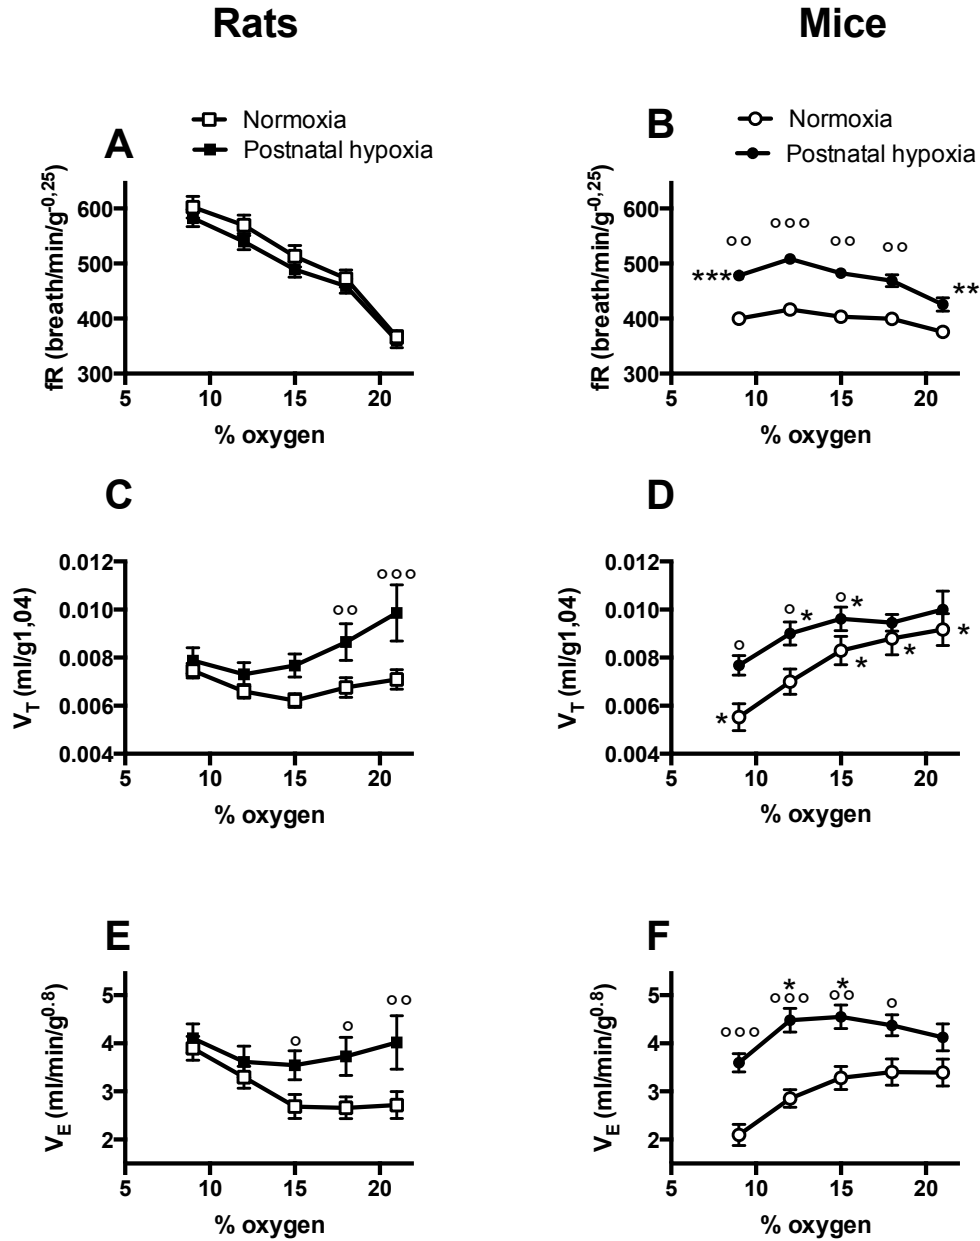 Rats
Mice
A
Normoxia
Postnatal hypoxia
fR (breath/min/g-0,25)
600
500
400
300
5
10
15
20
% oxygen
B
Normoxia
Postnatal hypoxia
fR (breath/min/g-0,25)
600
500
400
300
°° °°° °° °°
*** **
5
10
15
20
% oxygen
C
VT (ml/g1,04)
0.012
0.010
0.008
0.006
0.004
°° °°°
5
10
15
20
% oxygen
D
VT (ml/g1,04)
0.012
0.010
0.008
0.006
0.004
° ° * ° *
* * * *
5
10
15
20
% oxygen
E
VE (ml/min/g0.8)
5
4
3
2
° ° °°
5
10
15
20
% oxygen
F
VE (ml/min/g0.8)
5
4
3
2
* *
°°° °°° °° °
5
10
15
20
% oxygen